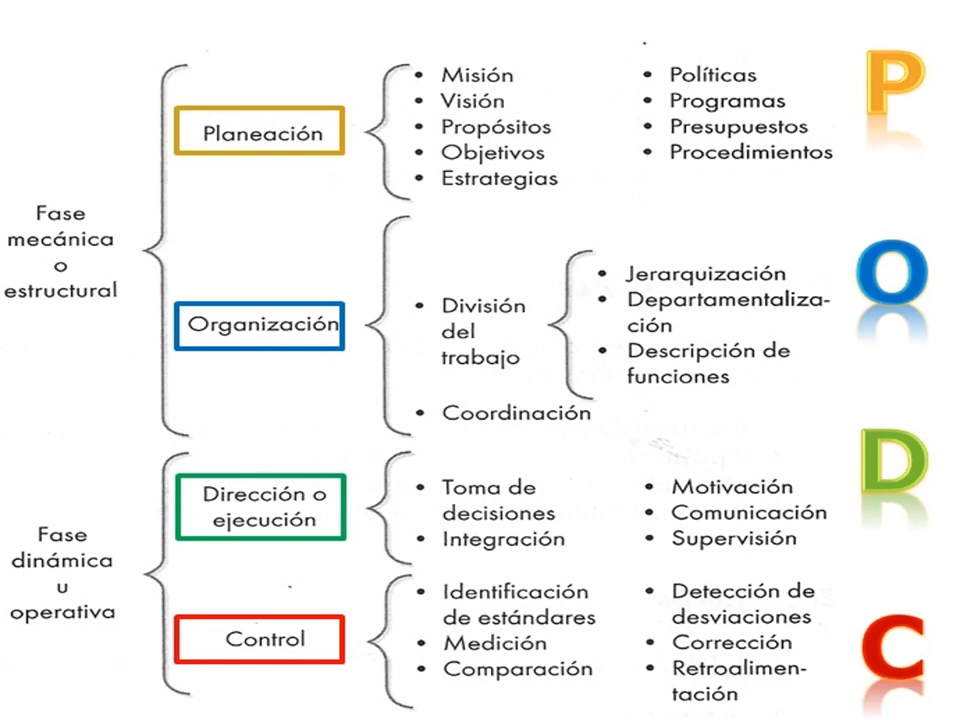 Fase
mecánica
o
estructural
Planeación
• Misión
• Visión
• Propósitos
• Objetivos
• Estrategias
• Políticas
• Programas
• Presupuestos
• Procedimientos
P
Organización
• División
del
trabajo
• Jerarquización
• Departamentaliza-
ción
• Descripción de
funciones
• Coordinación
O
Fase
dinámica
u
operativa
Dirección o
ejecución
• Toma de
decisiones
• Integración
• Motivación
• Comunicación
• Supervisión
D
Control
• Identificación
de estándares
• Medición
• Comparación
• Detección de
desviaciones
• Corrección
• Retroalimen-
tación
C